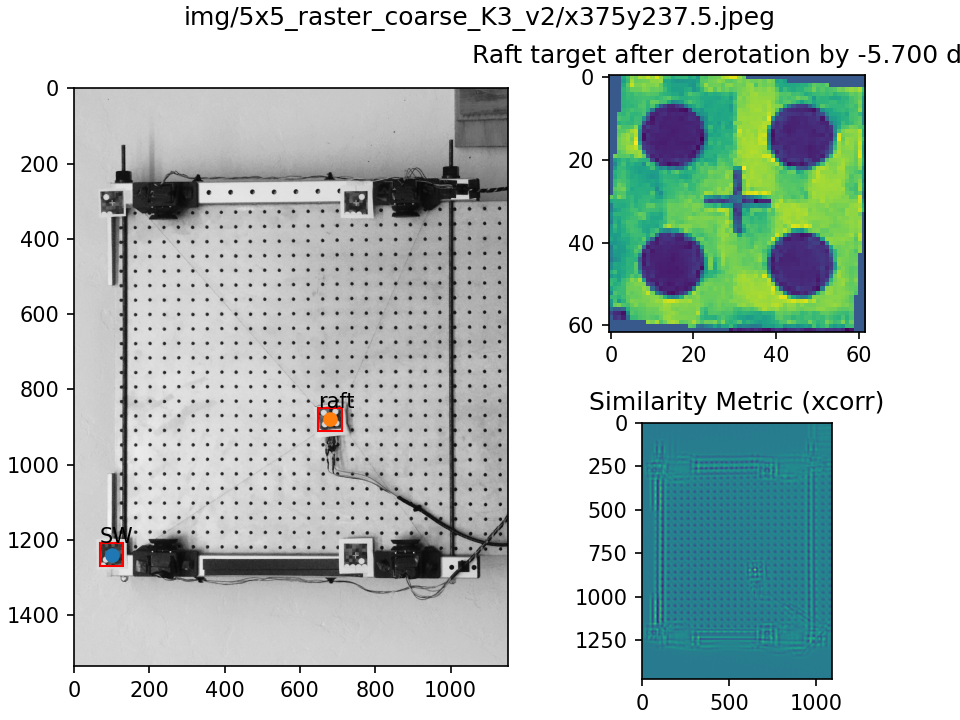 img/5x5_raster_coarse_K3_v2/x375y237.5.jpeg
Raft target after derotation by -5.700 d
0
200
400
600
800
1000
1200
1400
0 200 400 600 800 1000
raft
SW
0
20
40
60
0 20 40 60
Similarity Metric (xcorr)
0
250
500
750
1000
1250
0 500 1000